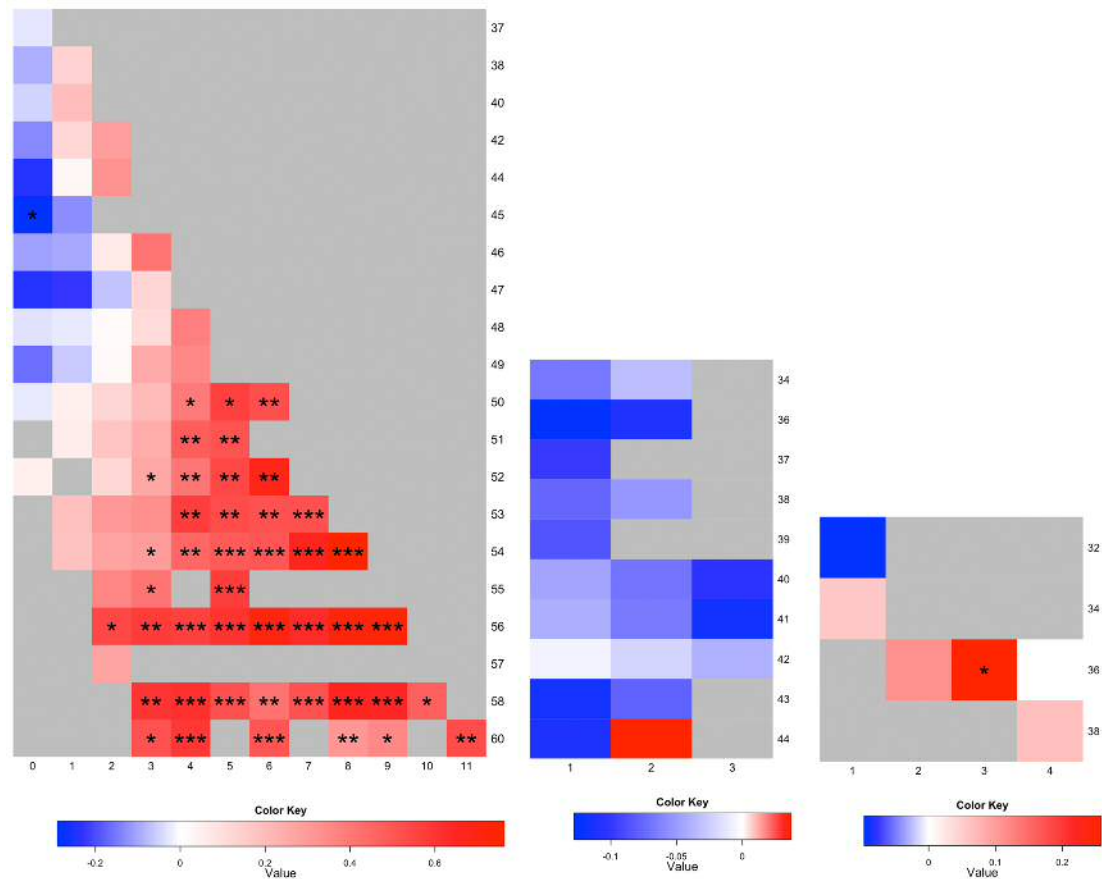 37
38
40
42
44
* 45
46
47
48
49
* * ** 50
** ** 51
* ** ** ** 52
** ** ** *** 53
* ** *** *** *** *** 54
* *** 55
* ** *** *** *** *** *** *** 56
57
** *** *** ** *** *** *** * 58
* *** *** ** * ** 60
0 1 2 3 4 5 6 7 8 9 10 11
Color Key
-0.2 0 0.2 0.4 0.6
Value
34
36
37
38
39
40
41
42
43
44
1 2 3
Color Key
-0.1 -0.05 0
Value
32
34
* 36
38
1 2 3 4
Color Key
0 0.1 0.2
Value